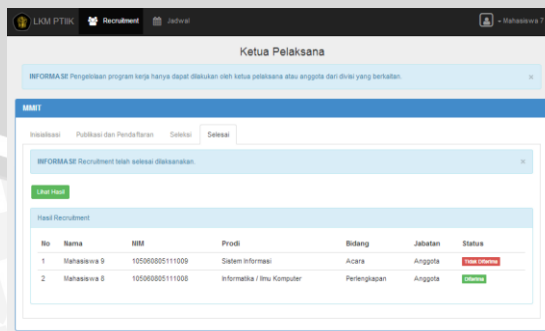 LKM PTIIK Recruitment Jadwal - Mahasiswa 7
Ketua Pelaksana
INFORMASI! Pengelolaan program kerja hanya dapat dilakukan oleh ketua pelaksana atau anggota dari divisi yang berkaitan. ×
MMIT
Inisialisasi Publikasi dan Pendaftaran Seleksi Selesai
INFORMASI! Recruitment telah selesai dilaksanakan. ×
Lihat Hasil
Hasil Recruitment
No Nama NIM Prodi Bidang Jabatan Status
1 Mahasiswa 9 105060805111009 Sistem Informasi Acara Anggota Tidak Diterima
2 Mahasiswa 8 105060805111008 Informatika / Ilmu Komputer Perlengkapan Anggota Diterima